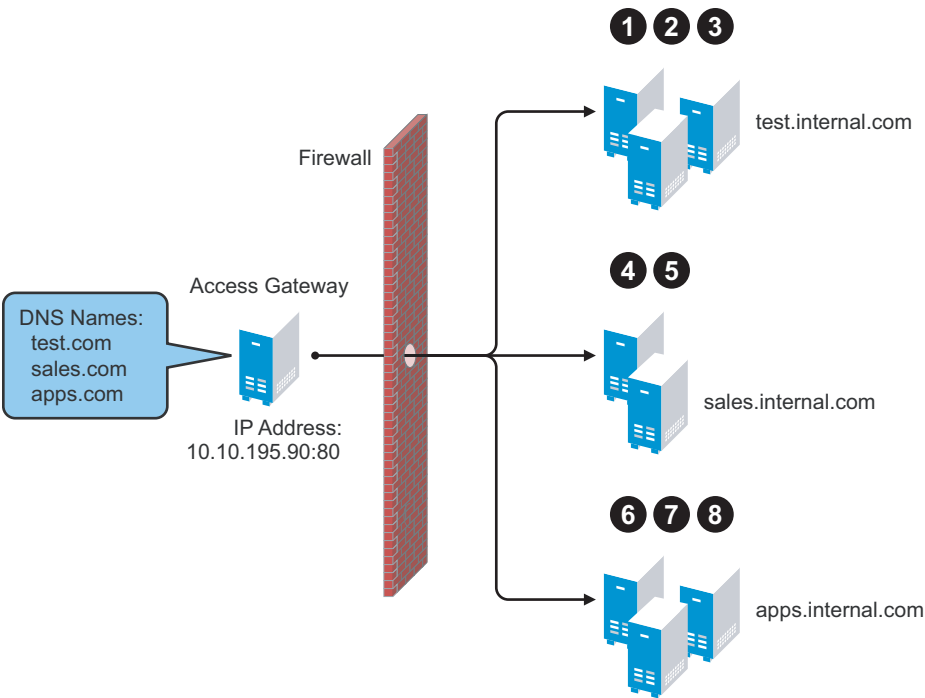 1 2 3
test.internal.com
Firewall
Access Gateway
DNS Names:
test.com
sales.com
apps.com
IP Address:
10.10.195.90:80
4 5
sales.internal.com
6 7 8
apps.internal.com